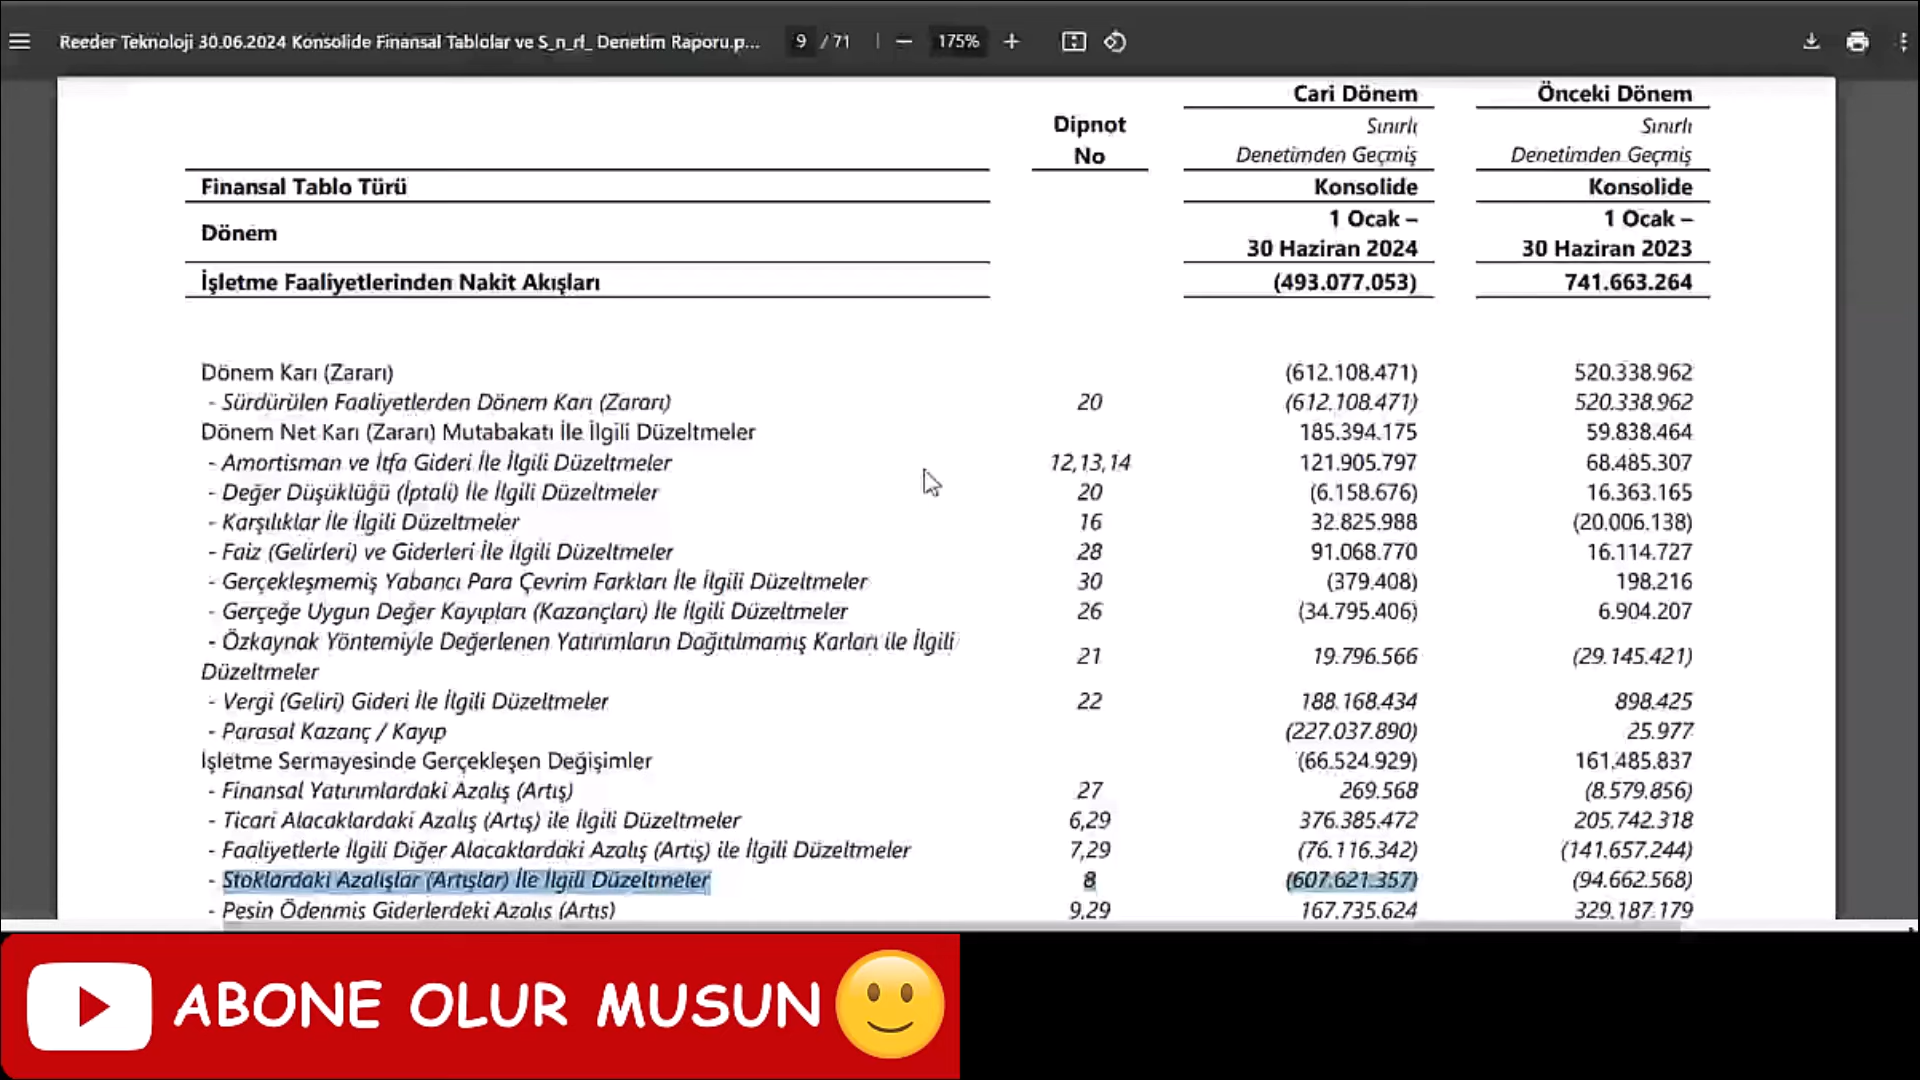 Reeder Teknoloji 30.06.2024 Konsolide Finansal Tablolar ve S_n_rl_ Denetim Raporu.p... 9 / 71 175%
Cari Dönem Önceki Dönem
Dipnot No
Sınırlı Sınırlı
Denetimden Geçmiş Denetimden Geçmiş
Finansal Tablo Türü Konsolide Konsolide
Dönem 1 Ocak – 30 Haziran 2024 1 Ocak – 30 Haziran 2023
İşletme Faaliyetlerinden Nakit Akışları (493.077.053) 741.663.264
Dönem Karı (Zararı) (612.108.471) 520.338.962
- Sürdürülen Faaliyetlerden Dönem Karı (Zararı) 20 (612.108.471) 520.338.962
Dönem Net Karı (Zararı) Mutabakatı İle İlgili Düzeltmeler 185.394.175 59.838.464
- Amortisman ve İtfa Gideri İle İlgili Düzeltmeler 12,13,14 121.905.797 68.485.307
- Değer Düşüklüğü (İptali) İle İlgili Düzeltmeler 20 (6.158.676) 16.363.165
- Karşılıklar İle İlgili Düzeltmeler 16 32.825.988 (20.006.138)
- Faiz (Gelirleri) ve Giderleri İle İlgili Düzeltmeler 28 91.068.770 16.114.727
- Gerçekleşmemiş Yabancı Para Çevrim Farkları İle İlgili Düzeltmeler 30 (379.408) 198.216
- Gerçeğe Uygun Değer Kayıpları (Kazançları) İle İlgili Düzeltmeler 26 (34.795.406) 6.904.207
- Özkaynak Yöntemiyle Değerlenen Yatırımların Dağıtılmamış Karları ile İlgili
Düzeltmeler 21 19.796.566 (29.145.421)
- Vergi (Geliri) Gideri İle İlgili Düzeltmeler 22 188.168.434 898.425
- Parasal Kazanç / Kayıp (227.037.890) 25.977
İşletme Sermayesinde Gerçekleşen Değişimler (66.524.929) 161.485.837
- Finansal Yatırımlardaki Azalış (Artış) 27 269.568 (8.579.856)
- Ticari Alacaklardaki Azalış (Artış) ile İlgili Düzeltmeler 6,29 376.385.472 205.742.318
- Faaliyetlerle İlgili Diğer Alacaklardaki Azalış (Artış) ile İlgili Düzeltmeler 7,29 (76.116.342) (141.657.244)
- Stoklardaki Azalışlar (Artışlar) İle İlgili Düzeltmeler 8 (607.621.357) (94.662.568)
- Peşin Ödenmiş Giderlerdeki Azalış (Artış) 9,29 167.735.624 329.187.179
ABONE OLUR MUSUN